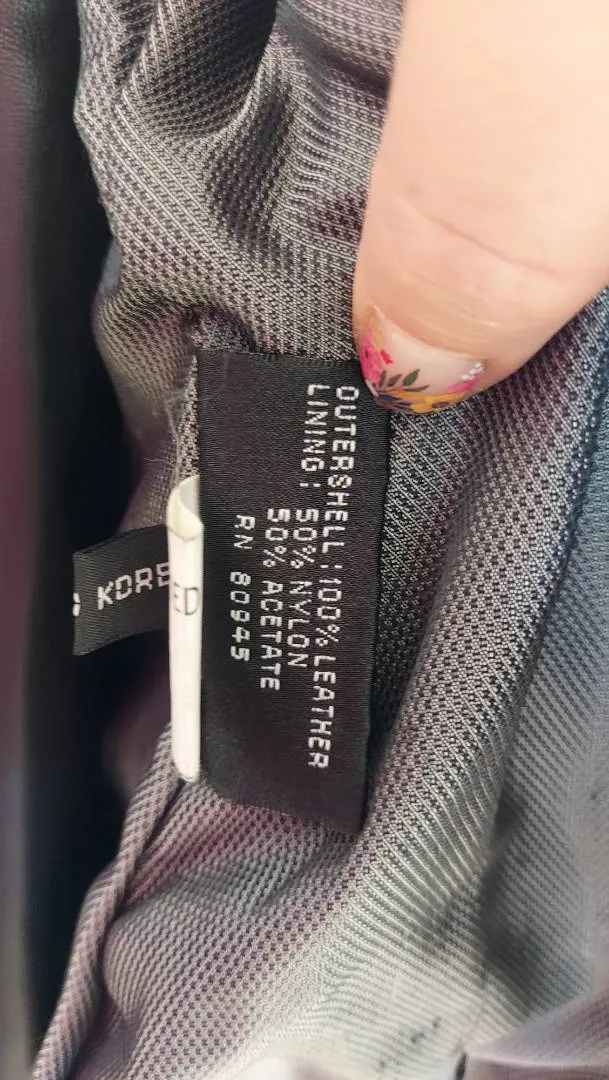 OUTERSHELL: 100% LEATHER
LINING: 50% NYLON
50% ACETATE
RN 80945
ED
KORE